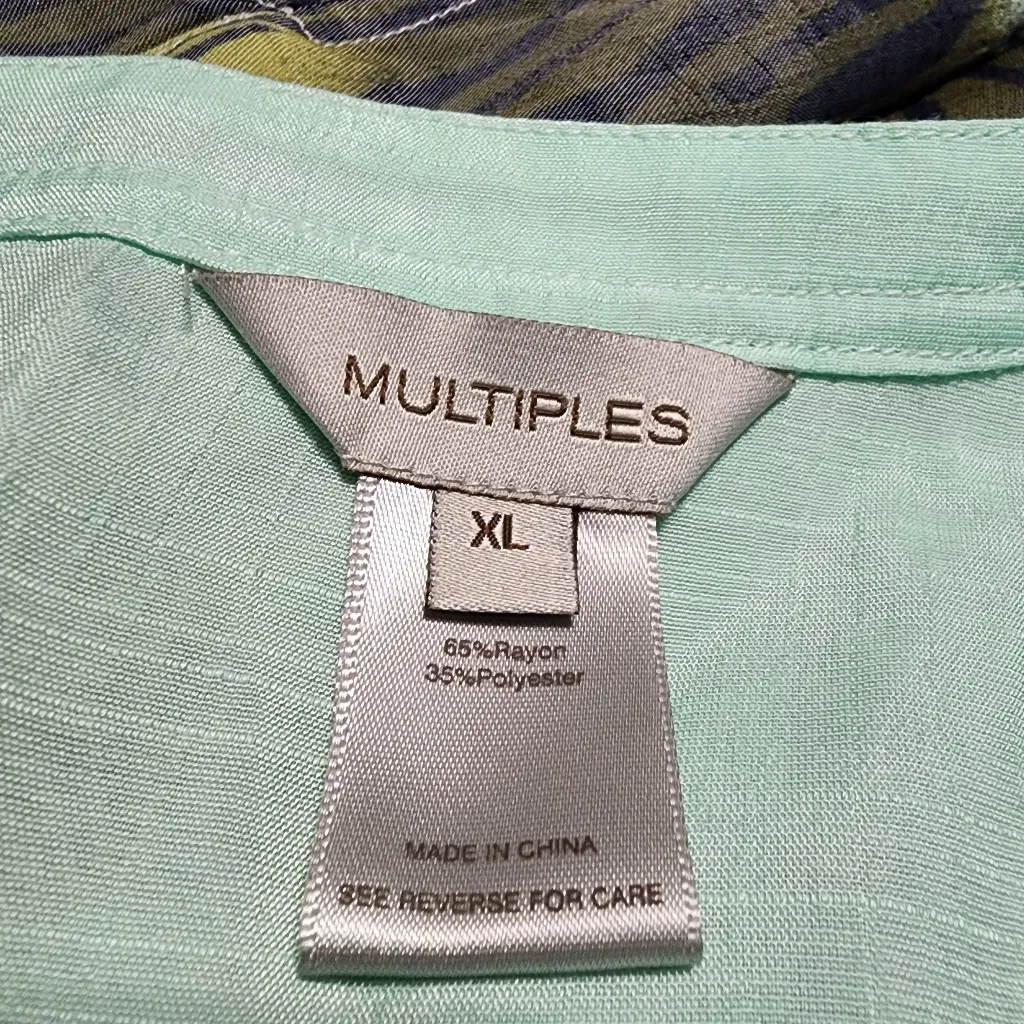 MULTIPLES
XL
65%Rayon
35%Polyester
MADE IN CHINA
SEE REVERSE FOR CARE